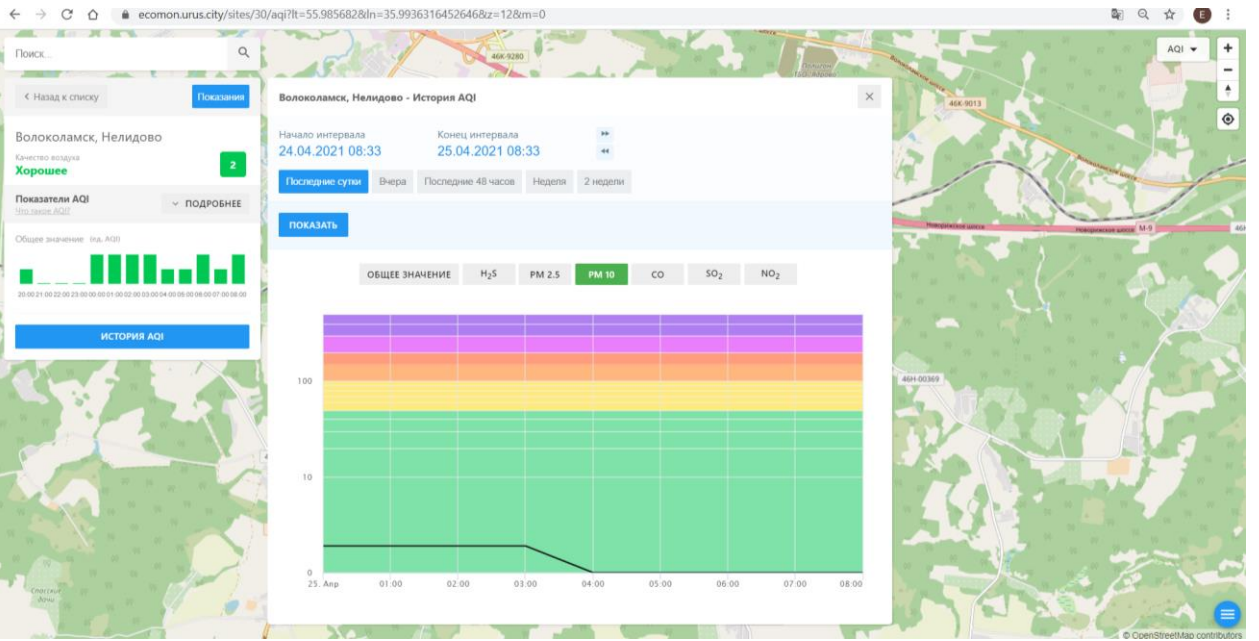 ecomon.urus.city/sites/30/aqi?lt=55.985682&ln=35.99363164526468&z=12&m=0
E
Поиск...
AQI
< Назад к списку
Показания
Волоколамск, Нелидово
Качество воздуха
Хорошее
2
Показатели AQI
Что такое AQI?
ПОДРОБНЕЕ
Общее значение (ед. AQI)
20:00 21:00 22:00 23:00 00:00 01:00 02:00 03:00 04:00 05:00 06:00 07:00 08:00
ИСТОРИЯ AQI
Волоколамск, Нелидово - История AQI
Начало интервала
Конец интервала
24.04.2021 08:33
25.04.2021 08:33
Последние сутки
Вчера
Последние 48 часов
Неделя
2 недели
ПОКАЗАТЬ
ОБЩЕЕ ЗНАЧЕНИЕ
H₂S
PM 2.5
PM 10
CO
SO₂
NO₂
100
10
0
25. Апр 01:00 02:00 03:00 04:00 05:00 06:00 07:00 08:00
46К-9280
46К-9013
Волоколамское шоссе
Новорижское шоссе
Новорижское шоссе
М-9
46Н-00369
© OpenStreetMap contributors